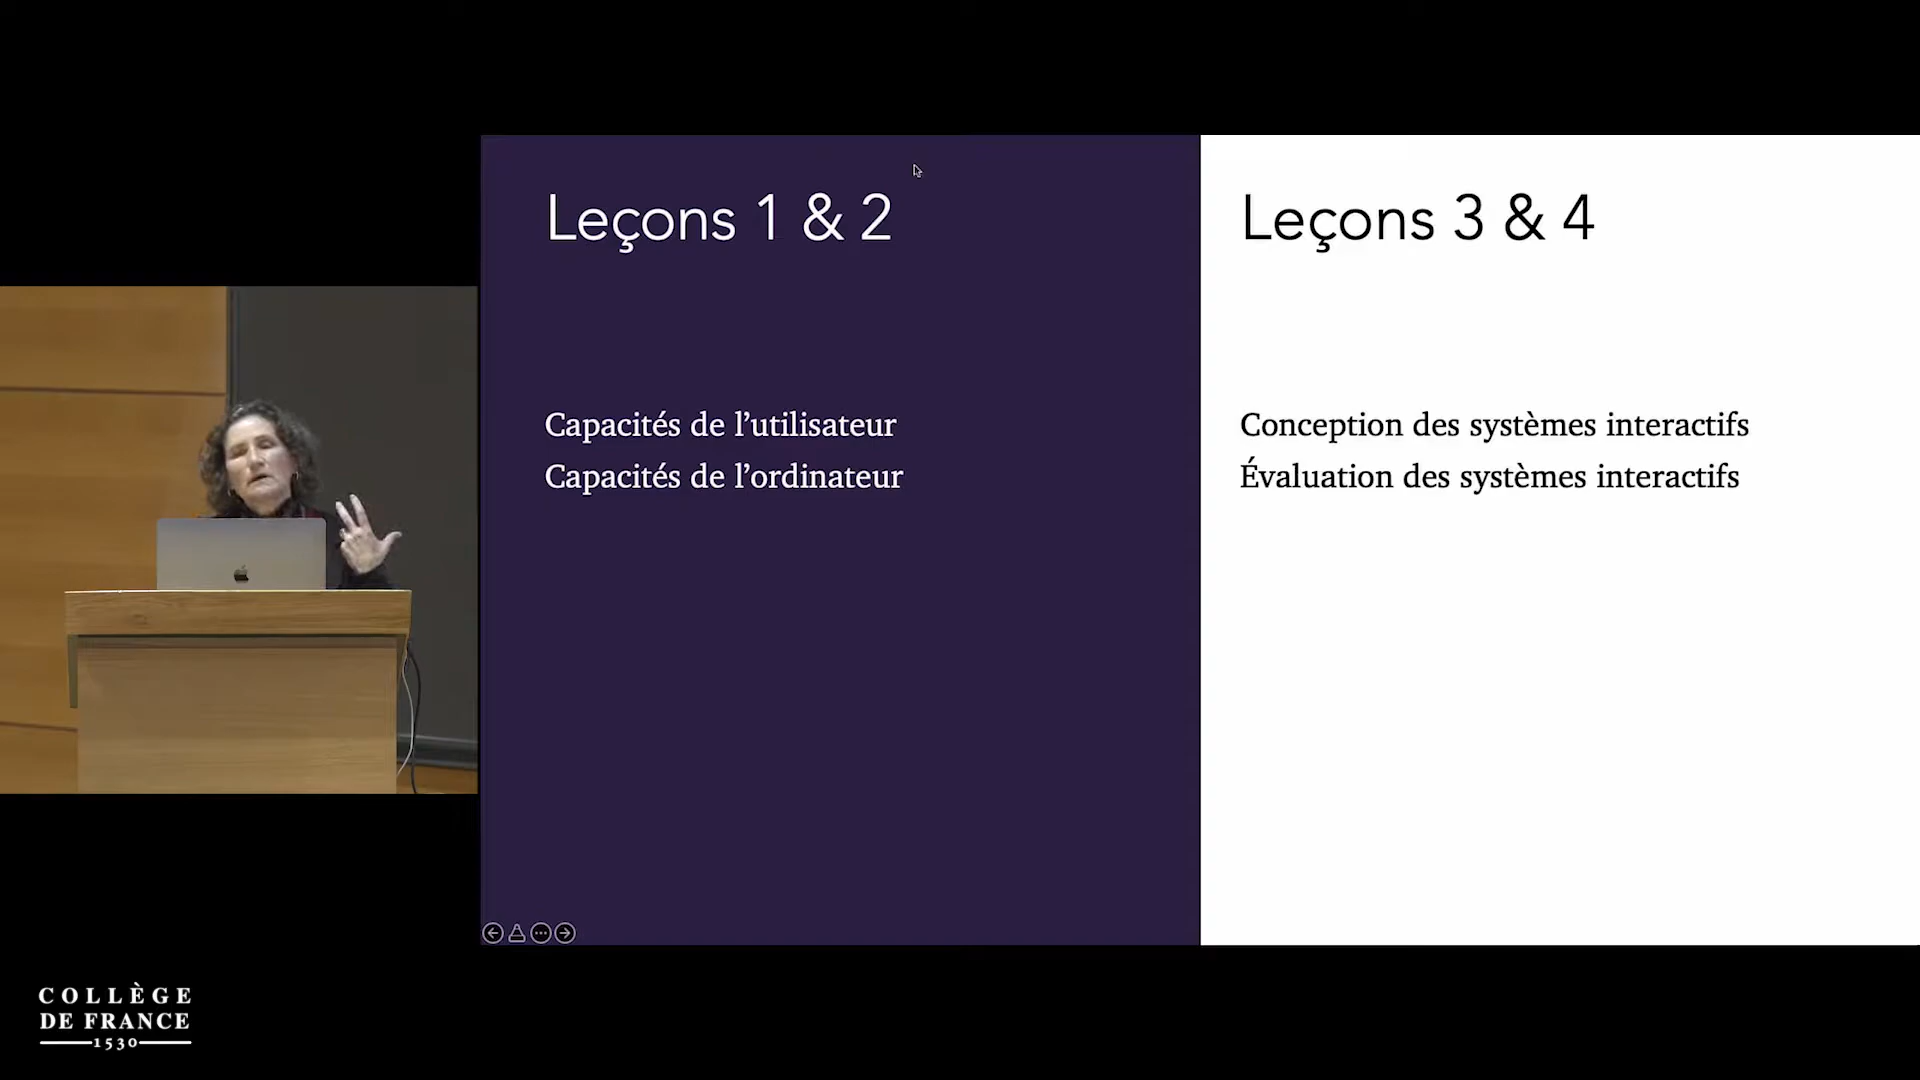 Leçons 1 & 2
Capacités de l’utilisateur
Capacités de l’ordinateur
Leçons 3 & 4
Conception des systèmes interactifs
Évaluation des systèmes interactifs
COLLÈGE
DE FRANCE
1530